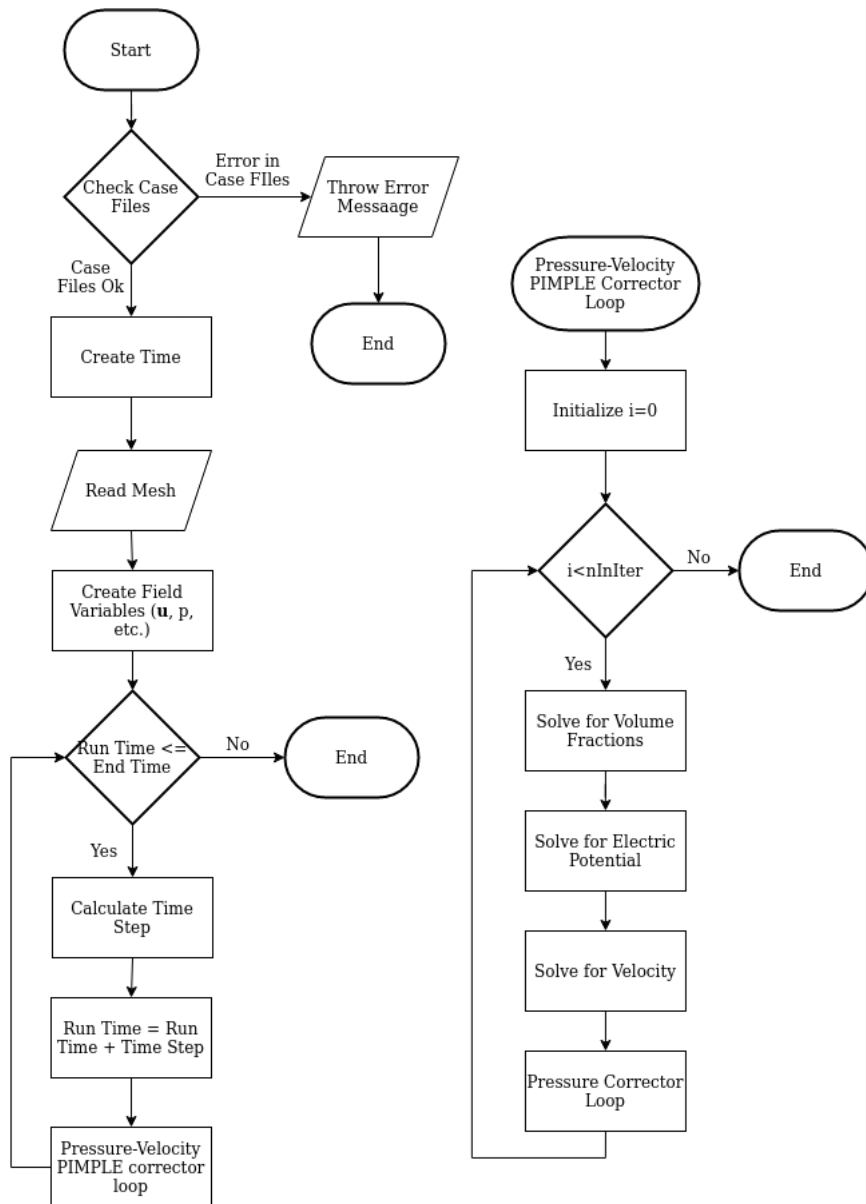 Start
Check Case
Files
Error in
Case FIles
Throw Error
Messaage
End
Case
Files Ok
Create Time
Read Mesh
Create Field
Variables (u, p,
etc.)
Run Time <=
End Time
No
End
Yes
Calculate Time
Step
Run Time = Run
Time + Time Step
Pressure-Velocity
PIMPLE corrector
loop
Pressure-Velocity
PIMPLE Corrector
Loop
Initialize i=0
i<nInIter
No
End
Yes
Solve for Volume
Fractions
Solve for Electric
Potential
Solve for Velocity
Pressure Corrector
Loop